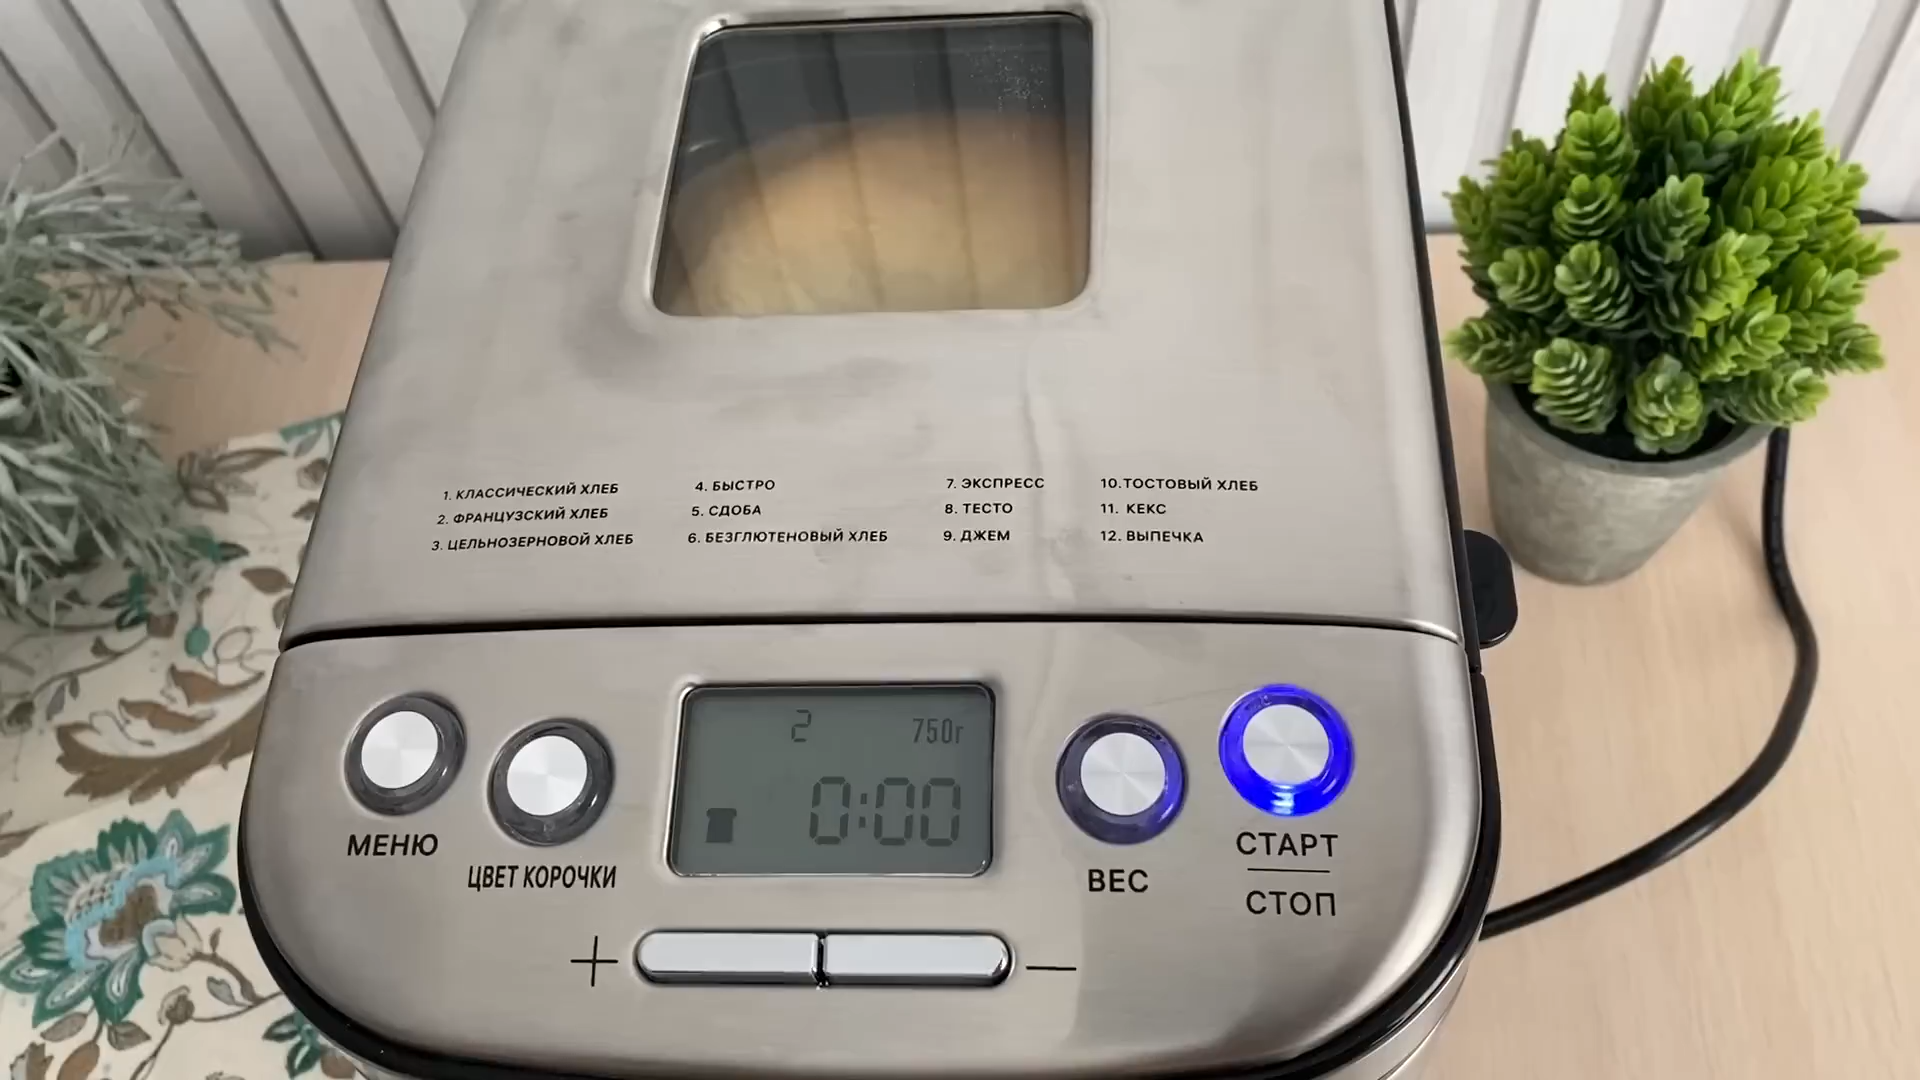 1. КЛАССИЧЕСКИЙ ХЛЕБ
2. ФРАНЦУЗСКИЙ ХЛЕБ
3. ЦЕЛЬНОЗЕРНОВОЙ ХЛЕБ
4. БЫСТРО
5. СДОБА
6. БЕЗГЛЮТЕНОВЫЙ ХЛЕБ
7. ЭКСПРЕСС
8. ТЕСТО
9. ДЖЕМ
10. ТОСТОВЫЙ ХЛЕБ
11. КЕКС
12. ВЫПЕЧКА
2 750г
0:00
МЕНЮ
ЦВЕТ КОРОЧКИ
ВЕС
СТАРТ
СТОП
+ —